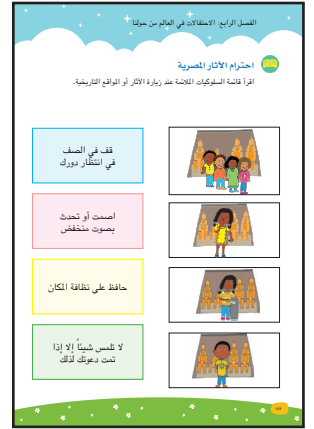 الفصل الرابع: الاحتفالات في العالم من حولنا
احترام الآثار المصرية
اقرأ قائمة السلوكيات الملائمة عند زيارة الآثار أو المواقع التاريخية.
قف في الصف
في انتظار دورك
اصمت أو تحدث
بصوت منخفض
حافظ على نظافة المكان
لا تلمس شيئاً إلا إذا
تمت دعوتك لذلك